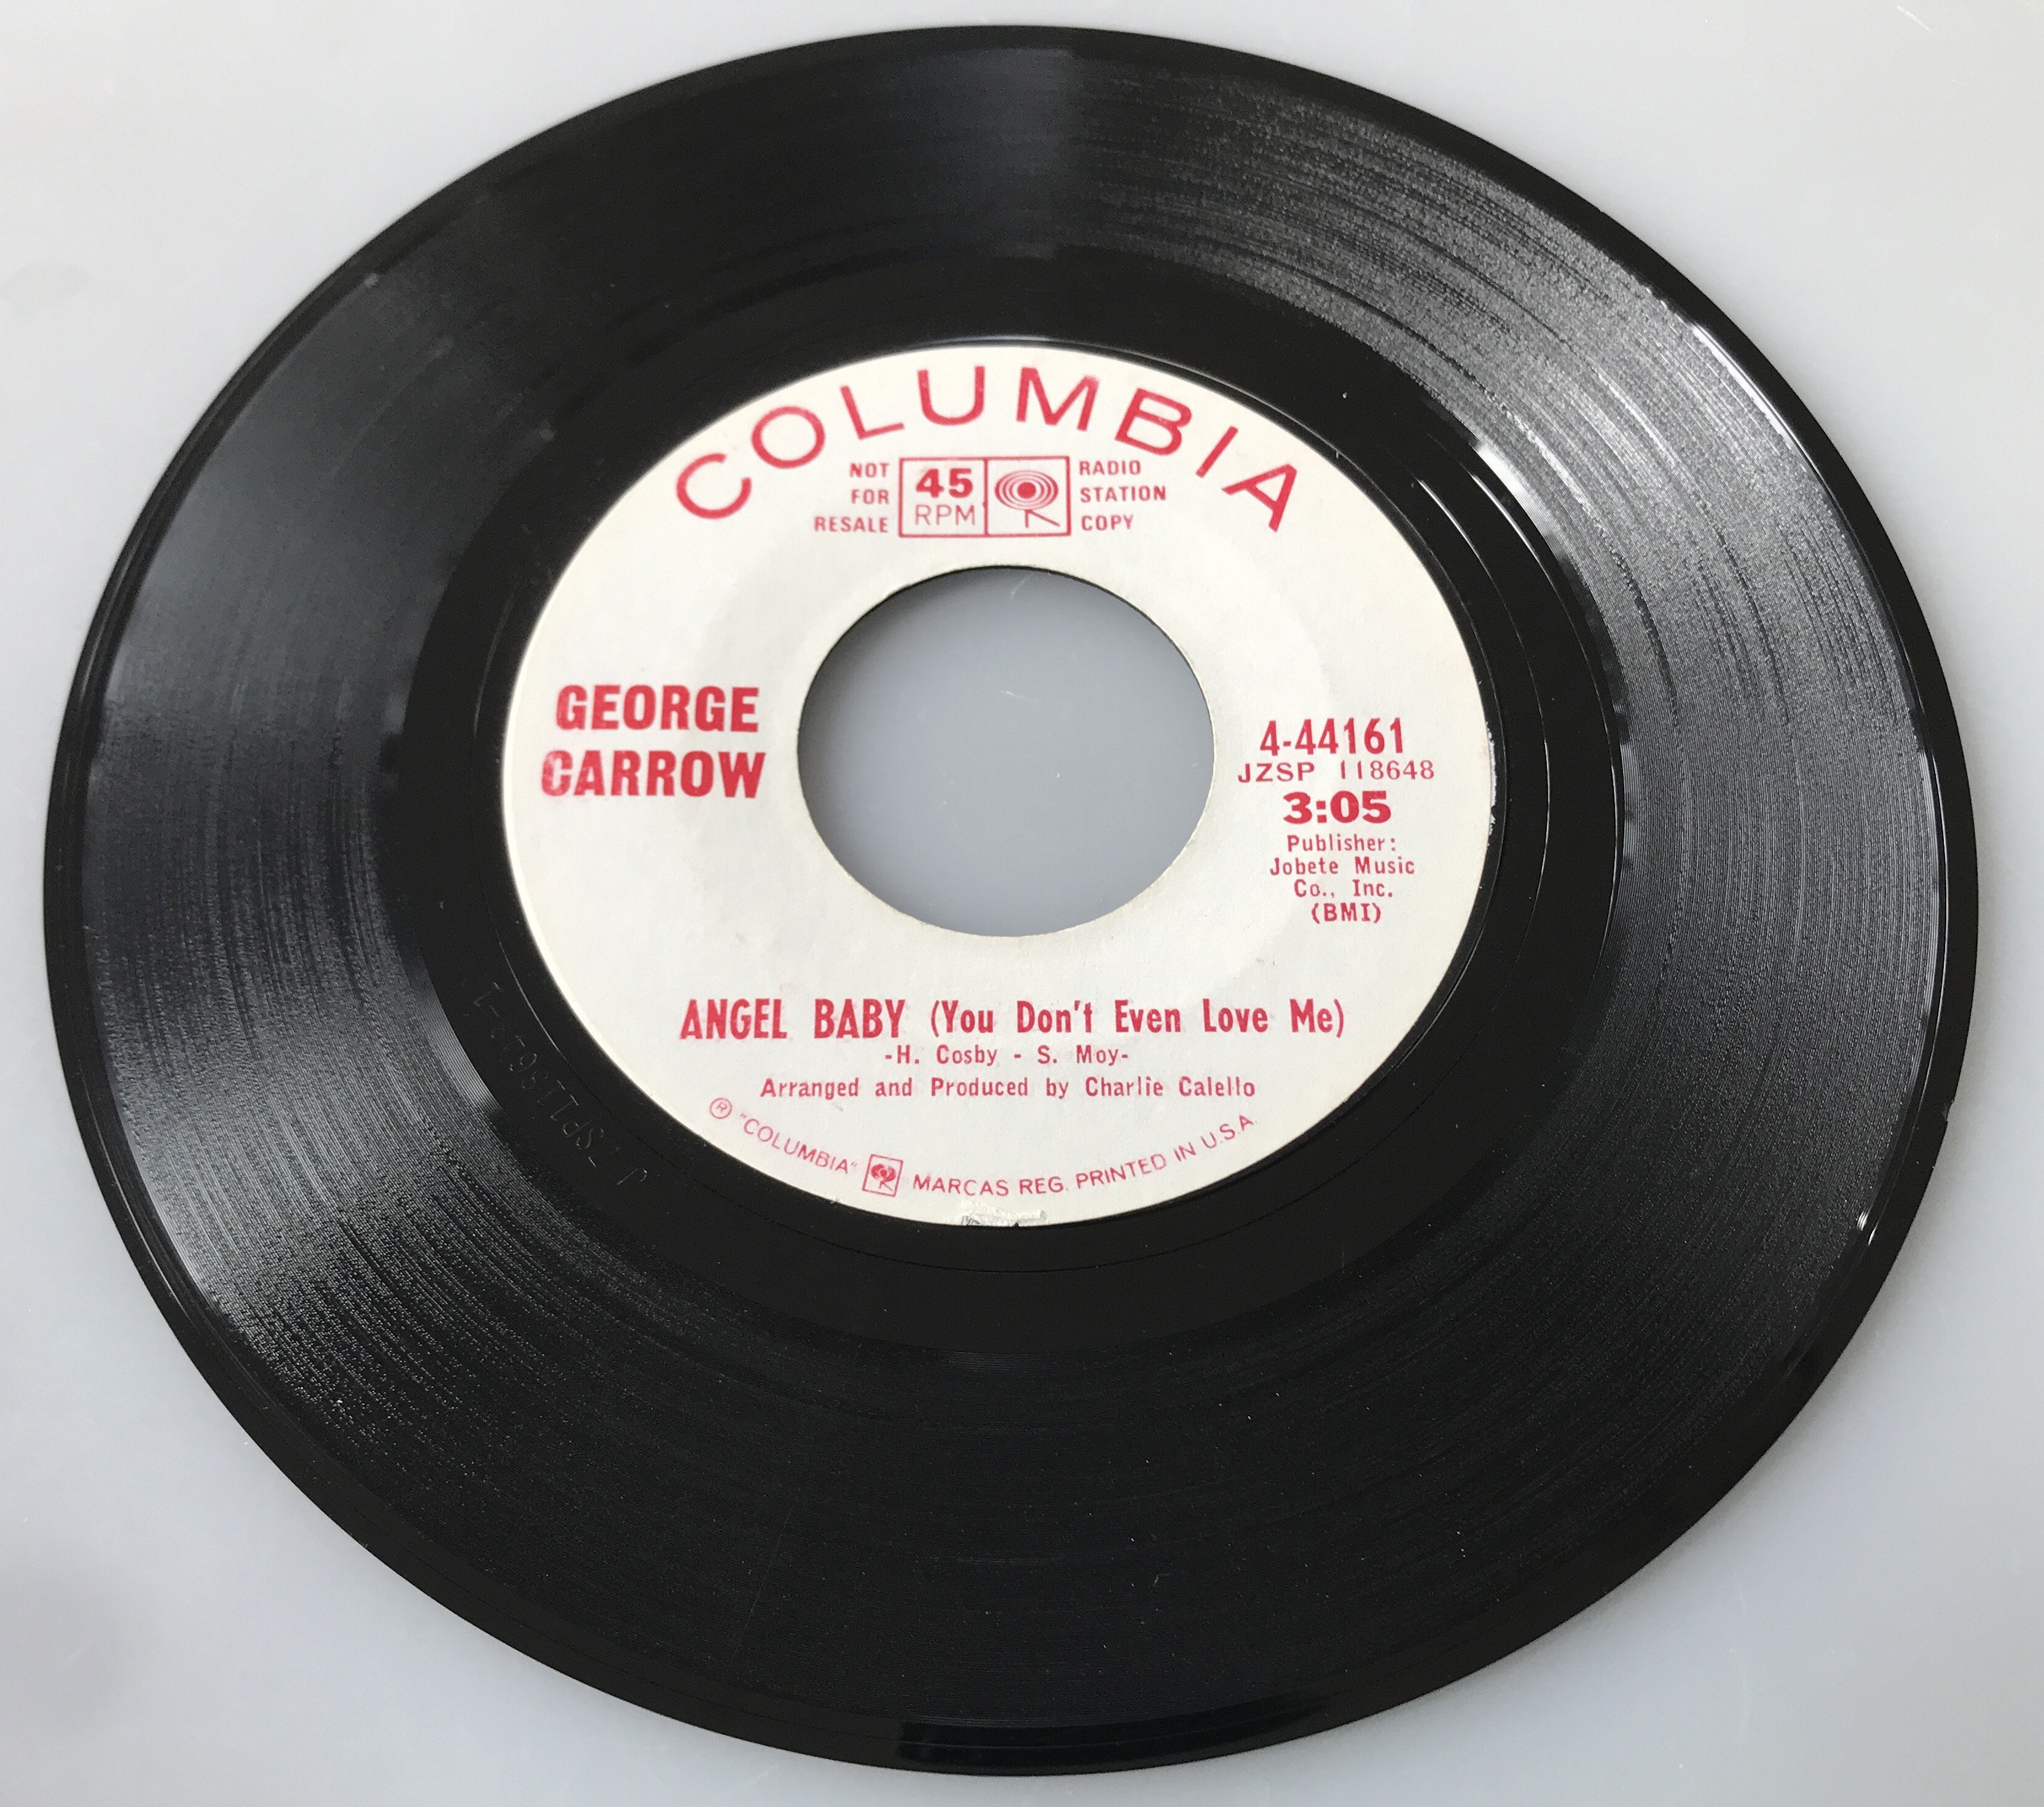 COLUMBIA
NOT
FOR
RESALE
45
RPM
RADIO
STATION
COPY
GEORGE
CARROW
4-44161
JZSP 118648
3:05
Publisher:
Jobete Music
Co., Inc.
(BMI)
ANGEL BABY (You Don't Even Love Me)
-H. Cosby - S. Moy-
Arranged and Produced by Charlie Calello
® "COLUMBIA" MARCAS REG. PRINTED IN U.S.A.